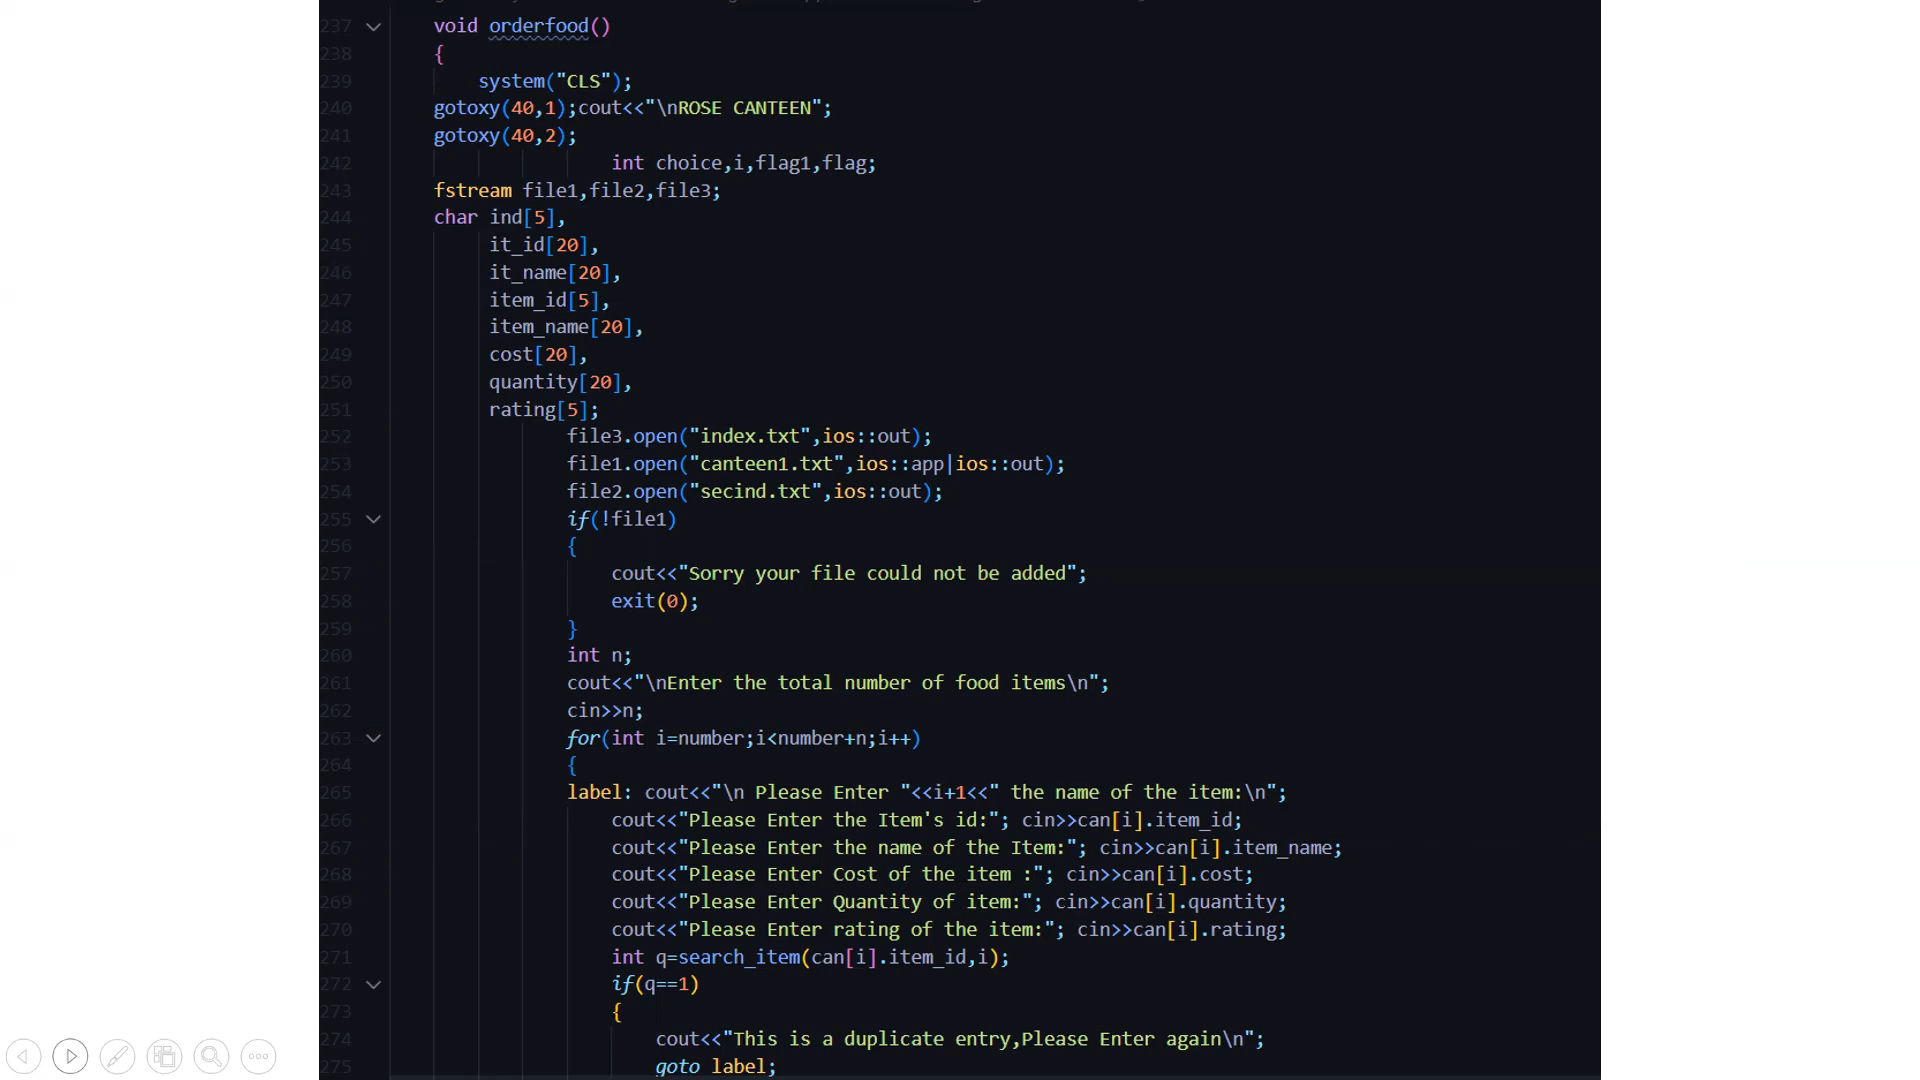 237 void orderfood()
238 {
239 system("CLS");
240 gotoxy(40,1);cout<<"\nROSE CANTEEN";
241 gotoxy(40,2);
242 int choice,i,flag1,flag;
243 fstream file1,file2,file3;
244 char ind[5],
245 it_id[20],
246 it_name[20],
247 item_id[5],
248 item_name[20],
249 cost[20],
250 quantity[20],
251 rating[5];
252 file3.open("index.txt",ios::out);
253 file1.open("canteen1.txt",ios::app|ios::out);
254 file2.open("secind.txt",ios::out);
255 if(!file1)
256 {
257 cout<<"Sorry your file could not be added";
258 exit(0);
259 }
260 int n;
261 cout<<"\nEnter the total number of food items\n";
262 cin>>n;
263 for(int i=number;i<number+n;i++)
264 {
265 label: cout<<"\n Please Enter "<<i+1<<" the name of the item:\n";
266 cout<<"Please Enter the Item's id:"; cin>>can[i].item_id;
267 cout<<"Please Enter the name of the Item:"; cin>>can[i].item_name;
268 cout<<"Please Enter Cost of the item :"; cin>>can[i].cost;
269 cout<<"Please Enter Quantity of item:"; cin>>can[i].quantity;
270 cout<<"Please Enter rating of the item:"; cin>>can[i].rating;
271 int q=search_item(can[i].item_id,i);
272 if(q==1)
273 {
274 cout<<"This is a duplicate entry,Please Enter again\n";
275 goto label;